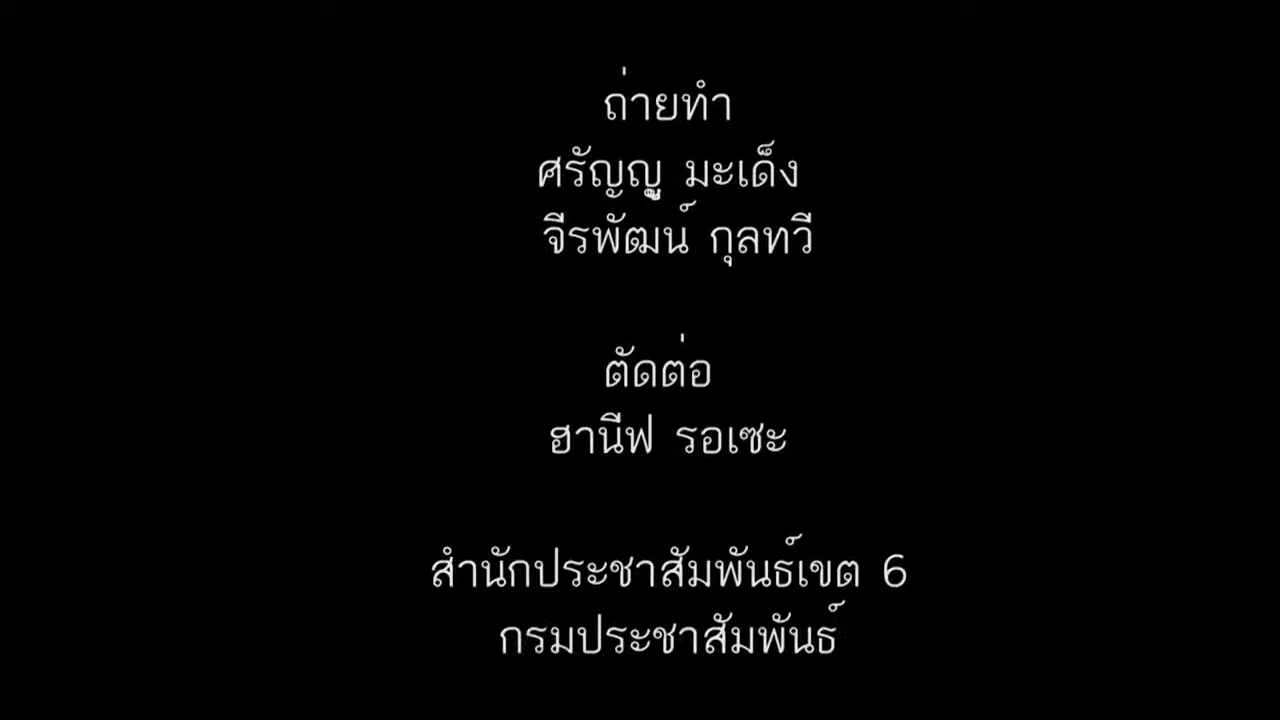 ถ่ายทำ
ศรัญญู มะเด็ง
จีรพัฒน์ กุลทวี
ตัดต่อ
ฮานีฟ รอเซะ
สำนักประชาสัมพันธ์เขต 6
กรมประชาสัมพันธ์